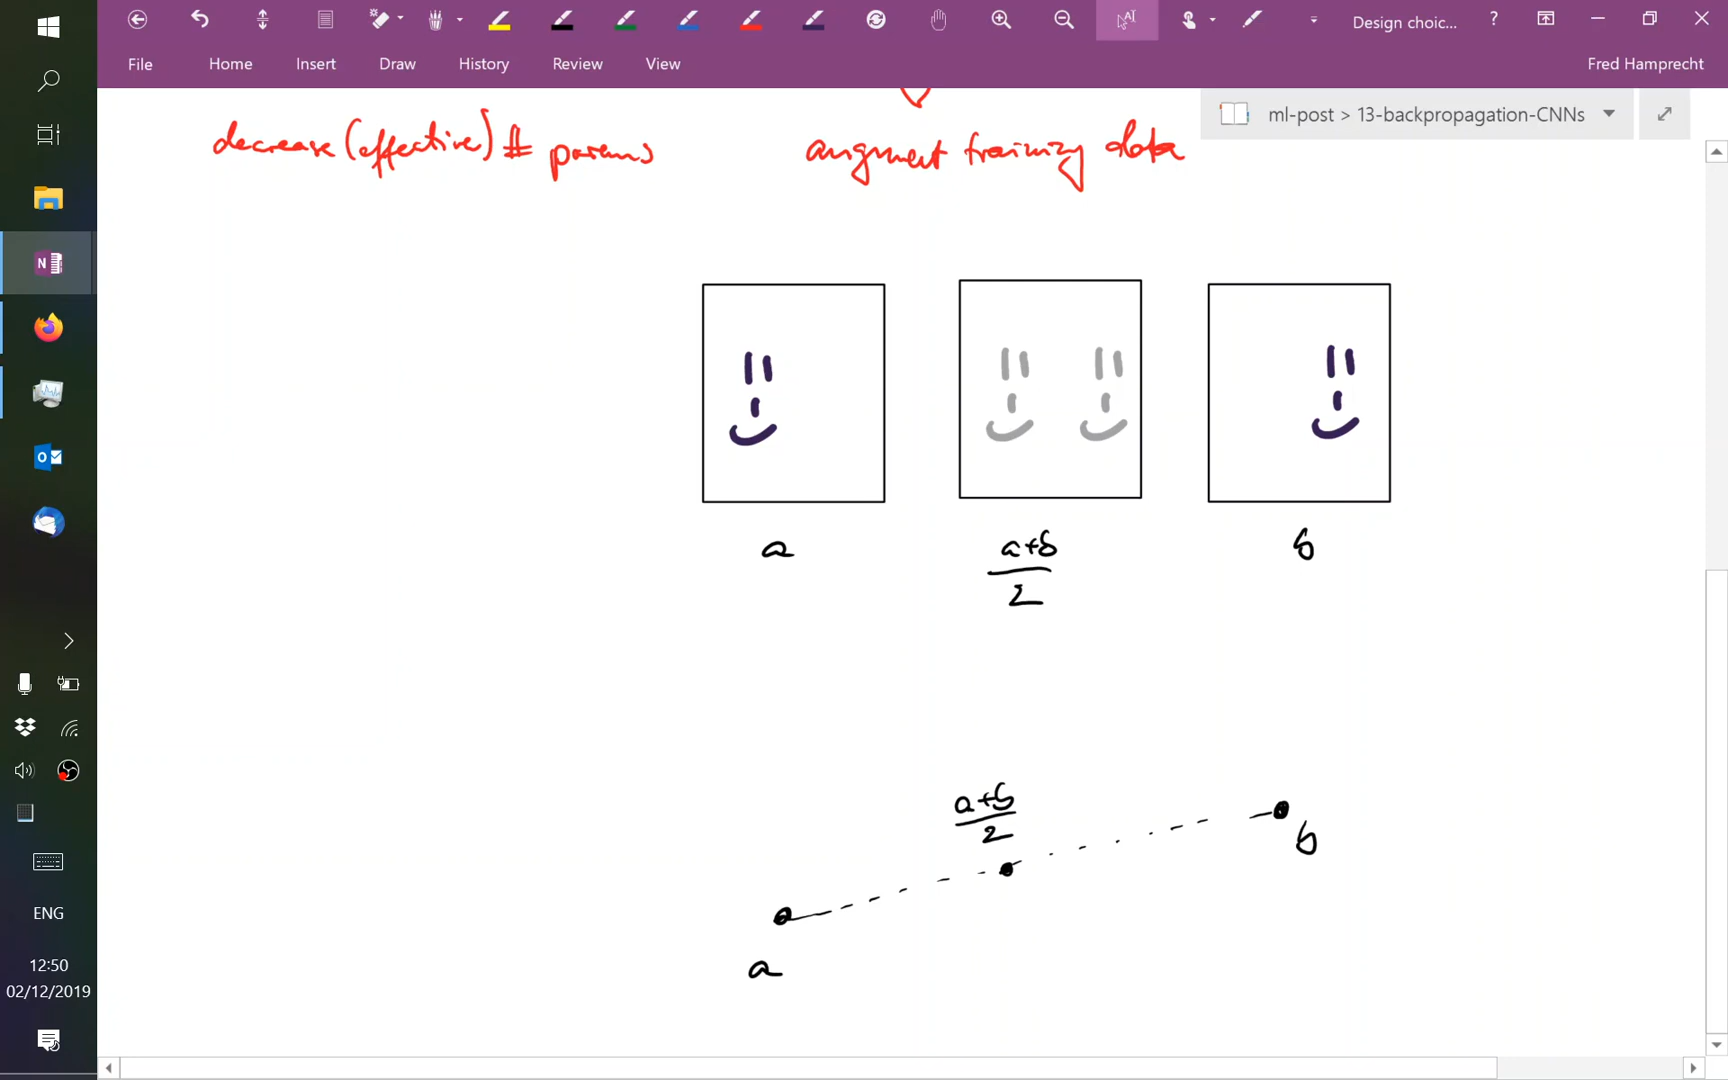 Design choic...
?
File
Home
Insert
Draw
History
Review
View
Fred Hamprecht
ml-post > 13-backpropagation-CNNs
decrease (effective) # params
augment training data
a
a+b
2
b
a+b
2
b
a
ENG
12:50
02/12/2019